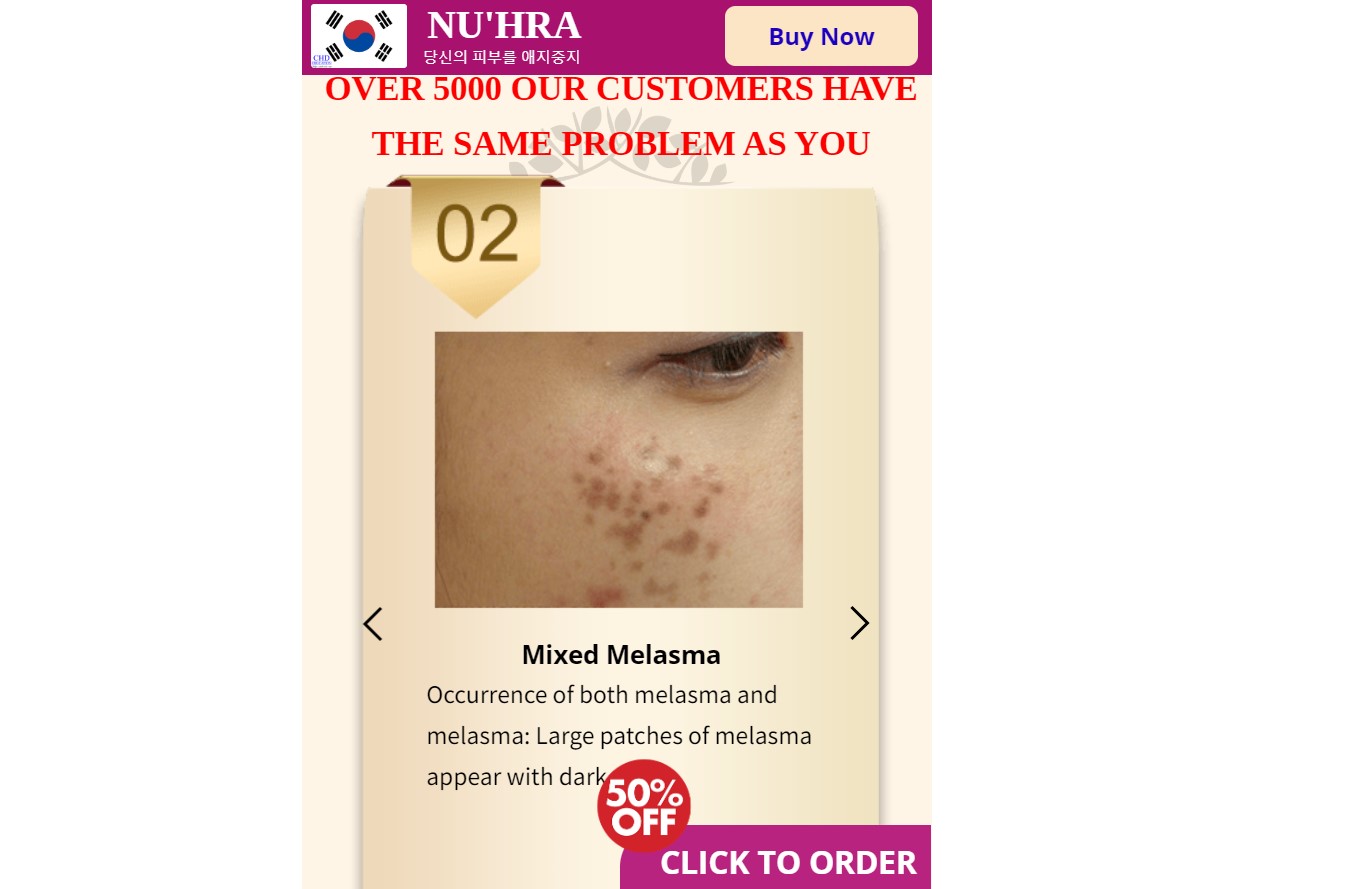 NU'HRA
당신의 피부를 애지중지
Buy Now
CHD
OVER 5000 OUR CUSTOMERS HAVE
THE SAME PROBLEM AS YOU
02
Mixed Melasma
Occurrence of both melasma and
melasma: Large patches of melasma
appear with dark
50%
OFF
CLICK TO ORDER